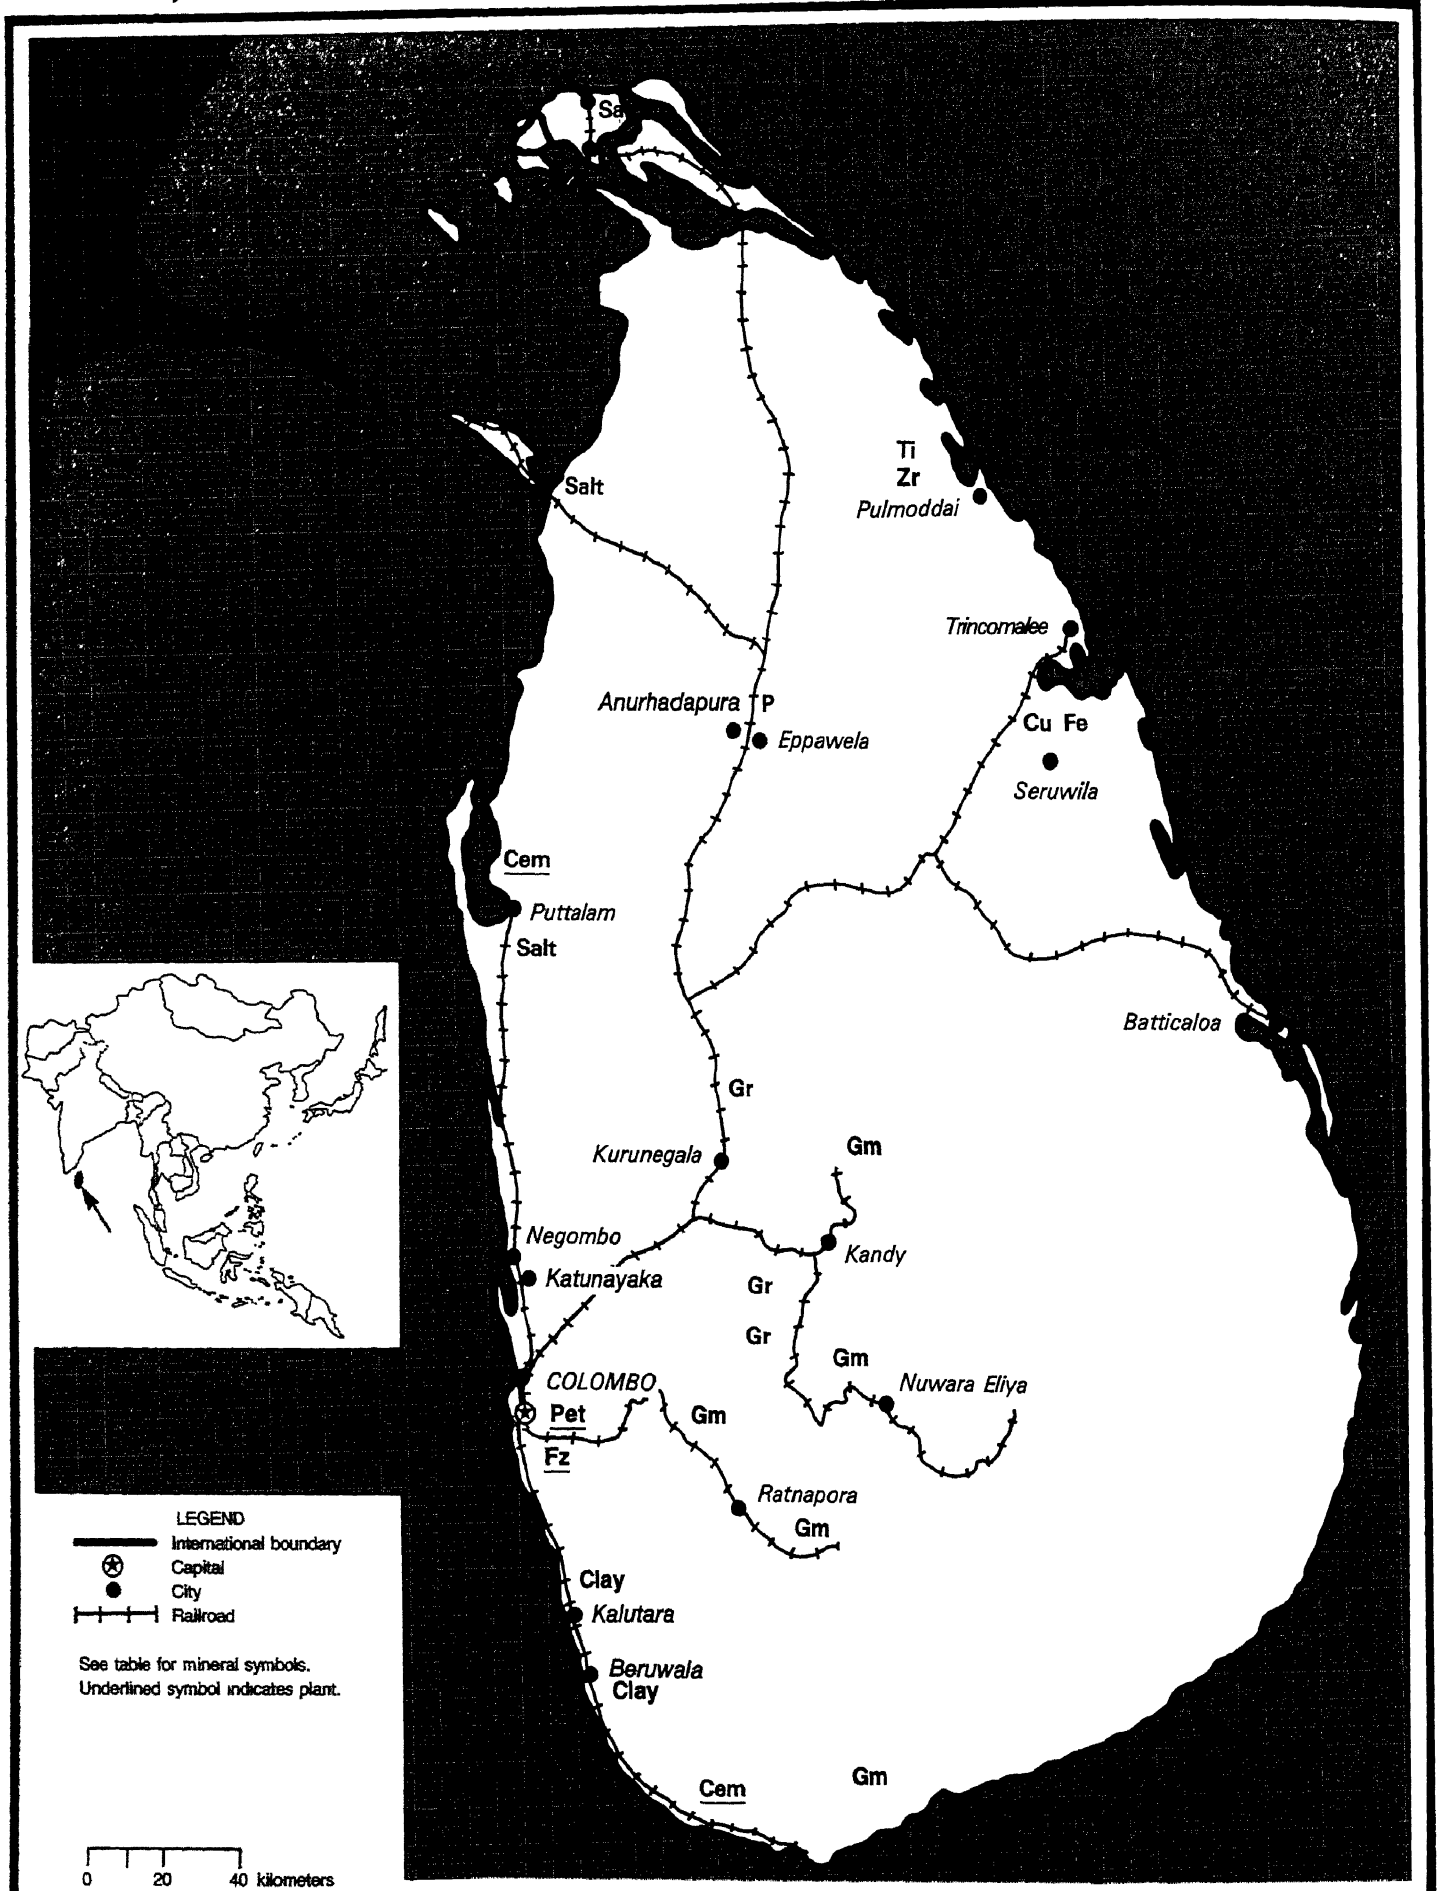 Sa
Salt
Ti
Zr
Pulmoddai
Trincomalee
Anurhadapura P
Eppawela
Cu Fe
Seruwila
Cem
Puttalam
Salt
Batticaloa
Gr
Kurunegala
Gm
Negombo
Kandy
Katunayaka
Gr
Gr
Gm
COLOMBO
Nuwara Eliya
Pet
Gm
Fz
Ratnapora
Gm
Clay
Kalutara
Beruwala
Clay
Cem
Gm
LEGEND
International boundary
Capital
City
Railroad
See table for mineral symbols.
Underlined symbol indicates plant.
0 20 40 kilometers